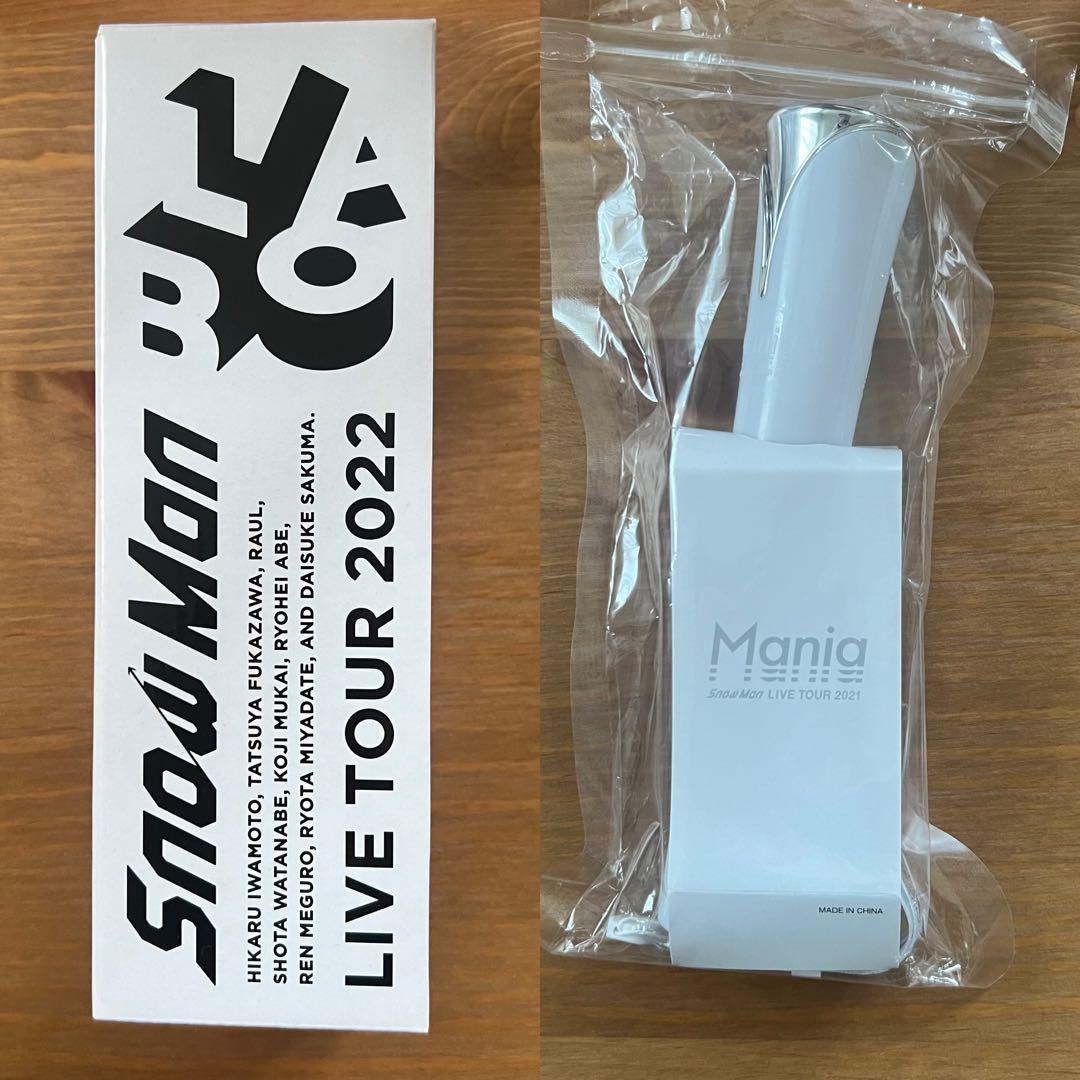 Snow Man
HIKARU IWAMOTO, TATSUYA FUKAZAWA, RAUL,
SHOTA WATANABE, KOJI MUKAI, RYOHEI ABE,
REN MEGURO, RYOTA MIYADATE, AND DAISUKE SAKUMA.
LIVE TOUR 2022
Mania
Snow Man LIVE TOUR 2021
MADE IN CHINA